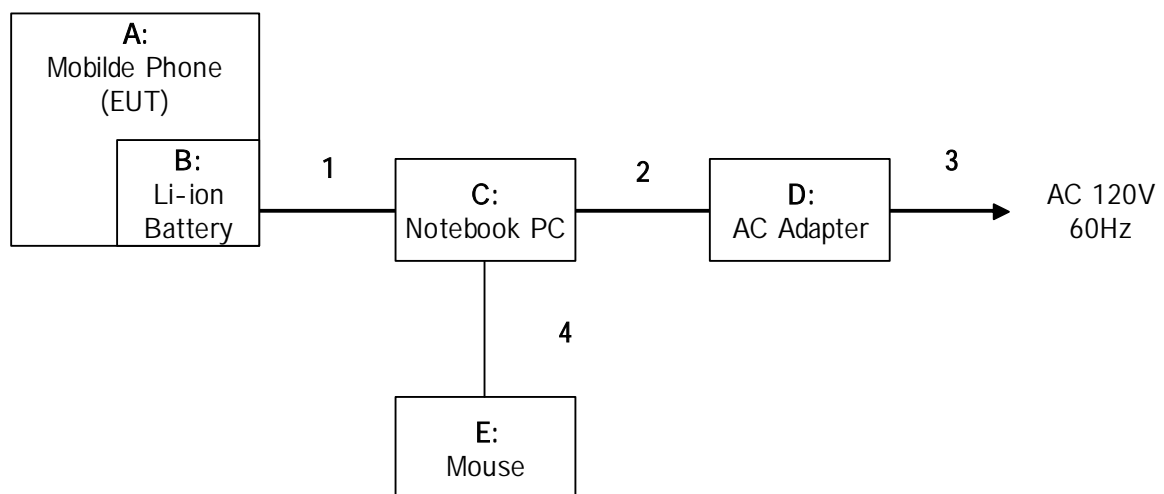 A:
Mobilde Phone
(EUT)
B:
Li-ion
Battery
1
C:
Notebook PC
2
D:
AC Adapter
3
AC 120V
60Hz
4
E:
Mouse